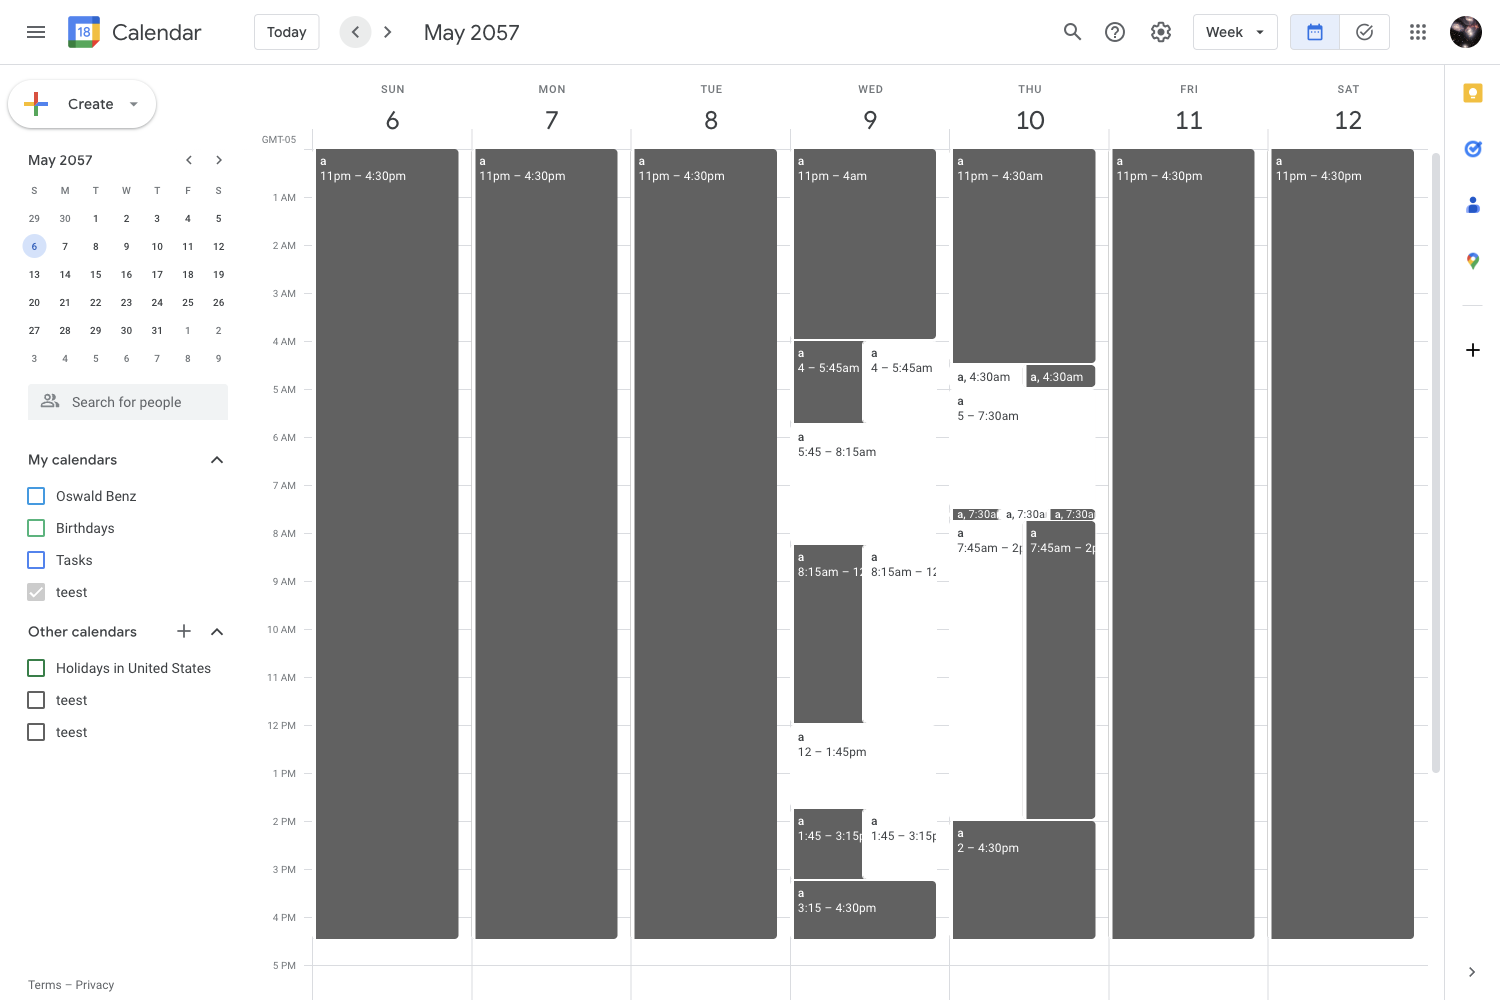 18 Calendar Today May 2057 Week
Create
SUN MON TUE WED THU FRI SAT
6 7 8 9 10 11 12
GMT-05
May 2057
S M T W T F S
29 30 1 2 3 4 5
6 7 8 9 10 11 12
13 14 15 16 17 18 19
20 21 22 23 24 25 26
27 28 29 30 31 1 2
3 4 5 6 7 8 9
Search for people
My calendars
Oswald Benz
Birthdays
Tasks
teest
Other calendars
Holidays in United States
teest
teest
Terms – Privacy
1 AM
2 AM
3 AM
4 AM
5 AM
6 AM
7 AM
8 AM
9 AM
10 AM
11 AM
12 PM
1 PM
2 PM
3 PM
4 PM
5 PM
a
11pm – 4:30pm
a
11pm – 4:30pm
a
11pm – 4:30pm
a
11pm – 4am
a
4 – 5:45am
a
4 – 5:45am
a
5:45 – 8:15am
a
8:15am – 12
a
8:15am – 12
a
12 – 1:45pm
a
1:45 – 3:15p
a
1:45 – 3:15p
a
3:15 – 4:30pm
a
11pm – 4:30am
a, 4:30am
a, 4:30am
a
5 – 7:30am
a, 7:30a
a, 7:30a
a, 7:30a
a
7:45am – 2p
a
7:45am – 2p
a
2 – 4:30pm
a
11pm – 4:30pm
a
11pm – 4:30pm